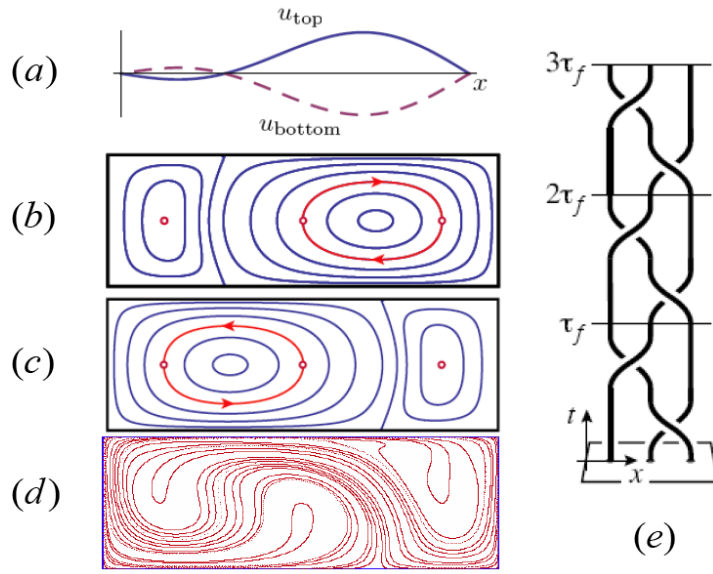 (a)
u_top
x
u_bottom
(b)
(c)
(d)
3τ_f
2τ_f
τ_f
t
x
(e)